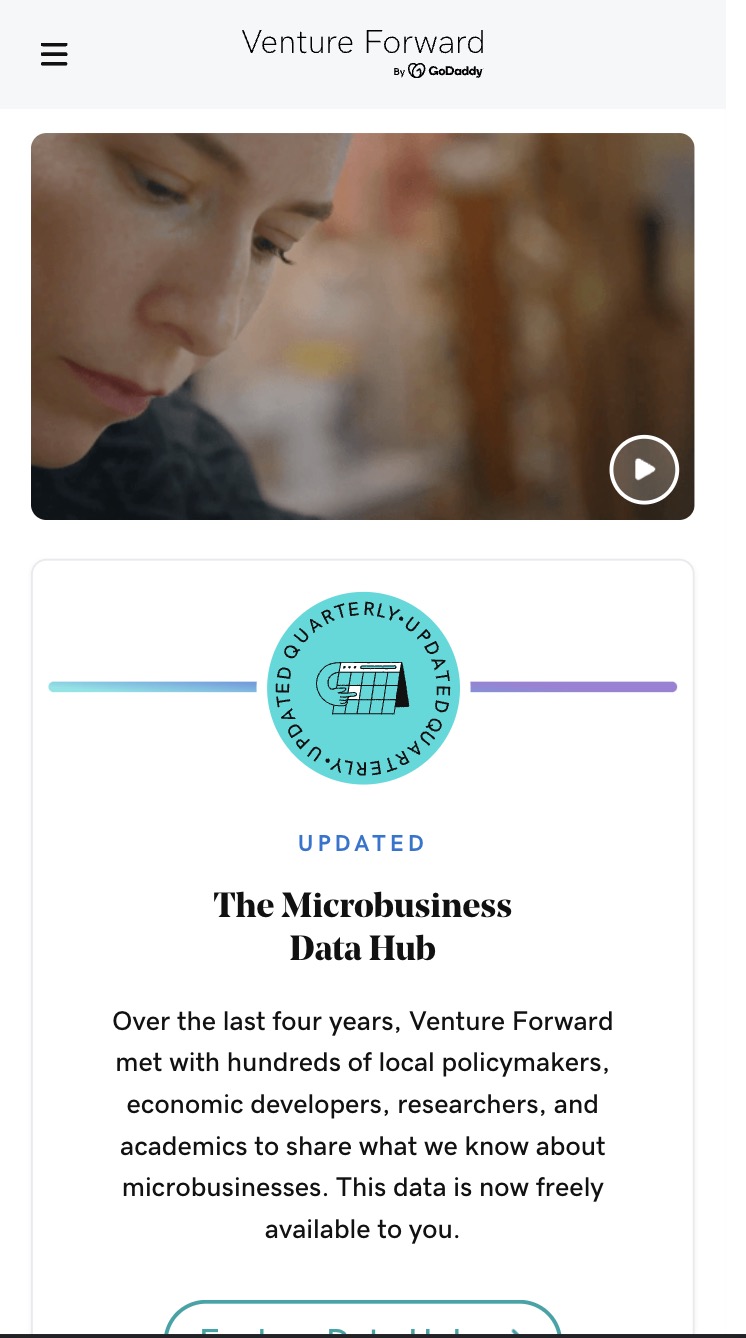 Venture Forward
By GoDaddy
UPDATED QUARTERLY•UPDATED QUARTERLY•
UPDATED
The Microbusiness
Data Hub
Over the last four years, Venture Forward
met with hundreds of local policymakers,
economic developers, researchers, and
academics to share what we know about
microbusinesses. This data is now freely
available to you.